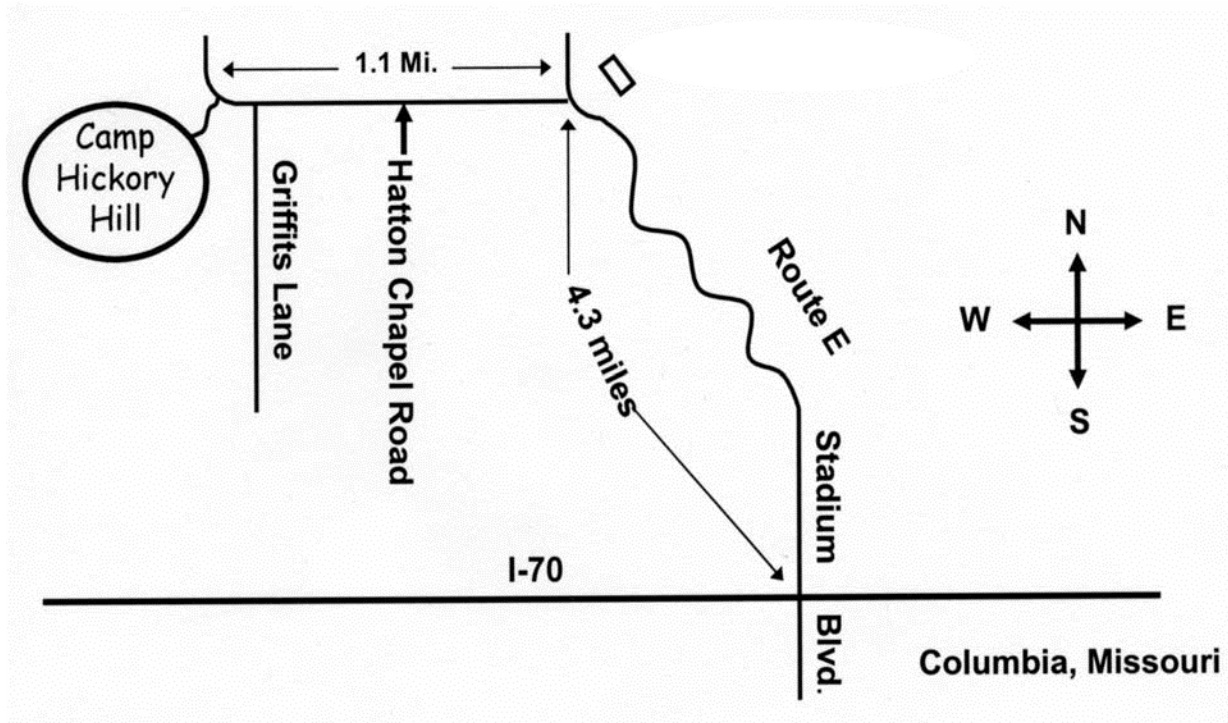 1.1 Mi.
Camp
Hickory
Hill
Griffits Lane
Hatton Chapel Road
4.3 miles
Route E
N
W
E
S
Stadium
Blvd.
I-70
Columbia, Missouri